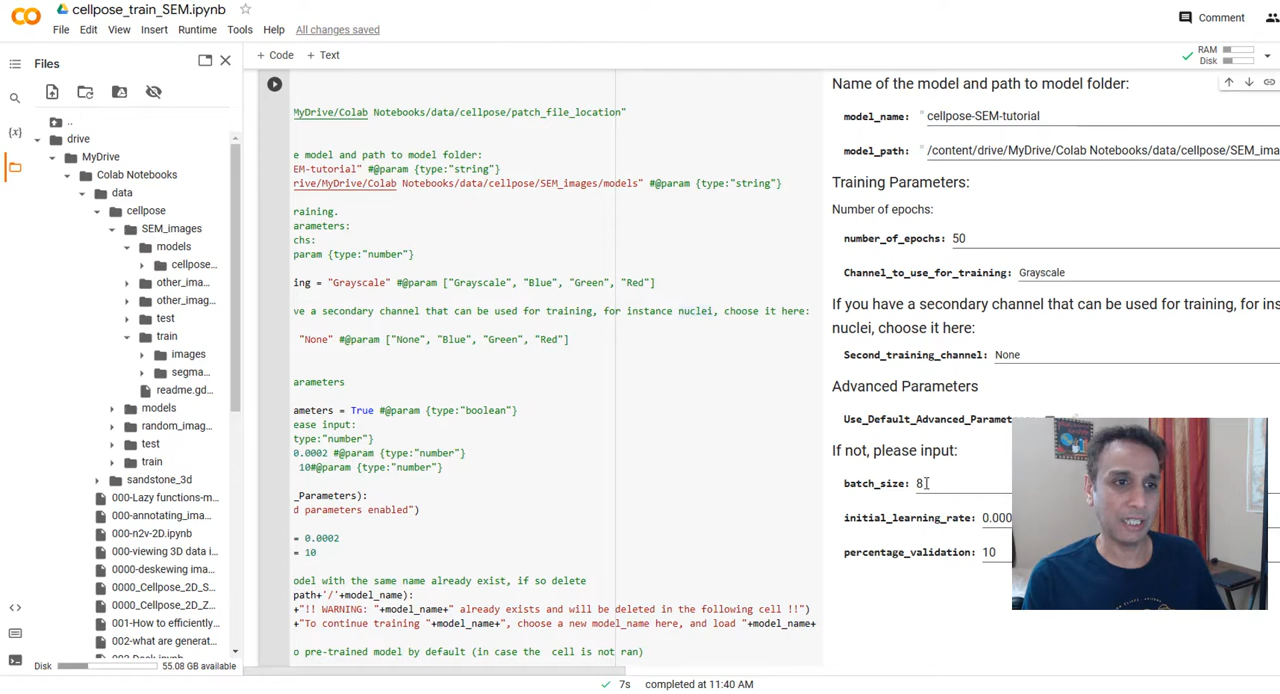 cellpose_train_SEM.ipynb
File Edit View Insert Runtime Tools Help All changes saved
Comment
Files
+ Code + Text
RAM
Disk
{x}
..
drive
MyDrive
Colab Notebooks
data
cellpose
SEM_images
models
cellpose...
other_ima...
other_imag...
test
train
images
segma...
readme.gd...
models
random_imag...
test
train
sandstone_3d
000-Lazy functions-m...
000-annotating_imag...
000-n2v-2D.ipynb
000-viewing 3D data i...
000-deskewing imag...
0000_Cellpose_2D_S...
0000_Cellpose_2D_Z...
001-How to efficiently...
002-what are generat...
Disk 55.08 GB available
MyDrive/Colab Notebooks/data/cellpose/patch_file_location"
e model and path to model folder:
EM-tutorial" #@param {type:"string"}
rive/MyDrive/Colab Notebooks/data/cellpose/SEM_images/models" #@param {type:"string"}
raining.
arameters:
chs:
param {type:"number"}
ing = "Grayscale" #@param ["Grayscale", "Blue", "Green", "Red"]
ve a secondary channel that can be used for training, for instance nuclei, choose it here:
"None" #@param ["None", "Blue", "Green", "Red"]
arameters
ameters = True #@param {type:"boolean"}
ease input:
type:"number"}
0.0002 #@param {type:"number"}
10#@param {type:"number"}
_Parameters):
d parameters enabled")
= 0.0002
= 10
odel with the same name already exist, if so delete
path+'/'+model_name):
+"!! WARNING: "+model_name+" already exists and will be deleted in the following cell !!")
+"To continue training "+model_name+", choose a new model_name here, and load "+model_name+
o pre-trained model by default (in case the cell is not ran)
Name of the model and path to model folder:
model_name: "cellpose-SEM-tutorial
model_path: "/content/drive/MyDrive/Colab Notebooks/data/cellpose/SEM_ima
Training Parameters:
Number of epochs:
number_of_epochs: 50
Channel_to_use_for_training: Grayscale
If you have a secondary channel that can be used for training, for ins
nuclei, choose it here:
Second_training_channel: None
Advanced Parameters
Use_Default_Advanced_Paramet
If not, please input:
batch_size: 8
initial_learning_rate: 0.000
percentage_validation: 10
7s completed at 11:40 AM